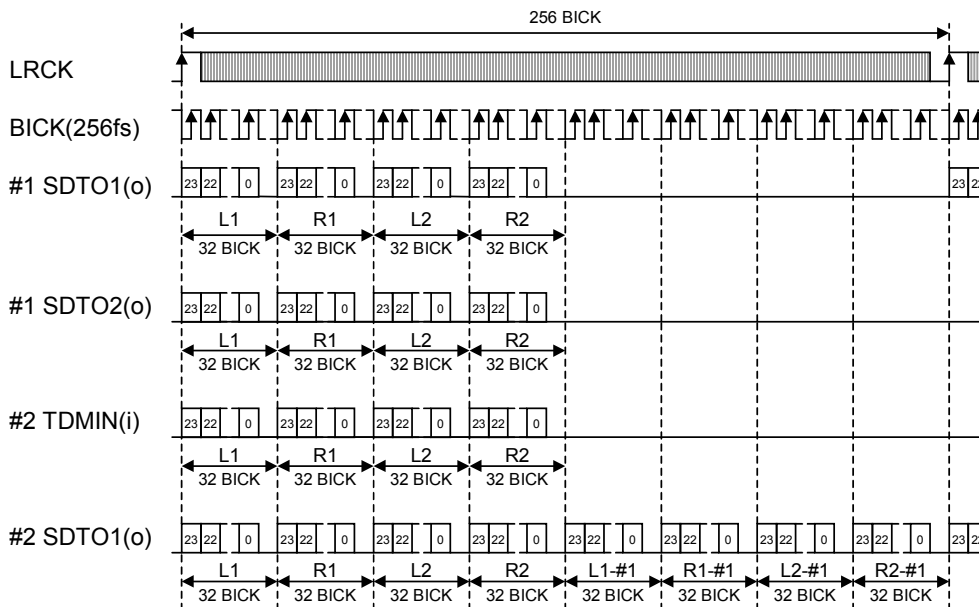 256 BICK
LRCK
BICK(256fs)
#1 SDTO1(o)
23 22 0 23 22 0 23 22 0 23 22 0 23 22
L1 R1 L2 R2
32 BICK 32 BICK 32 BICK 32 BICK
#1 SDTO2(o)
23 22 0 23 22 0 23 22 0 23 22 0
L1 R1 L2 R2
32 BICK 32 BICK 32 BICK 32 BICK
#2 TDMIN(i)
23 22 0 23 22 0 23 22 0 23 22 0
L1 R1 L2 R2
32 BICK 32 BICK 32 BICK 32 BICK
#2 SDTO1(o)
23 22 0 23 22 0 23 22 0 23 22 0 23 22 0 23 22 0 23 22 0 23 22 0 23 22
L1 R1 L2 R2 L1-#1 R1-#1 L2-#1 R2-#1
32 BICK 32 BICK 32 BICK 32 BICK 32 BICK 32 BICK 32 BICK 32 BICK